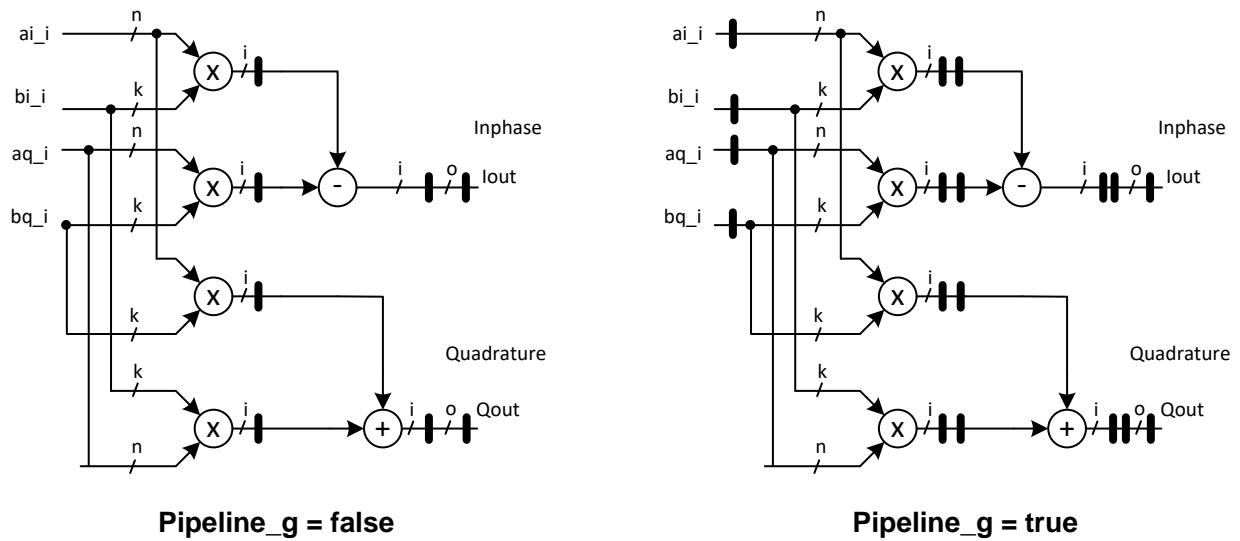 n
ai_i
i
X
k
bi_i
n
Inphase
aq_i
i
i
o
X
-
Iout
k
bq_i
i
X
k
Quadrature
k
i
i
o
Qout
X
+
n
Pipeline_g = false
n
ai_i
i
X
k
bi_i
n
Inphase
aq_i
i
i
o
X
-
Iout
k
bq_i
i
X
k
Quadrature
k
i
i
o
Qout
X
+
n
Pipeline_g = true